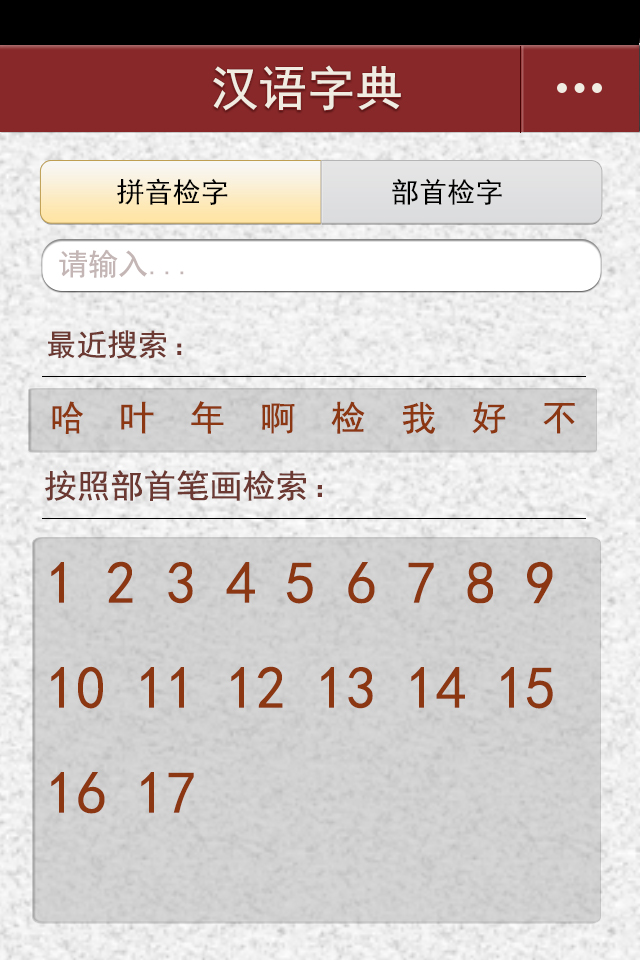 汉语字典
拼音检字 部首检字
请输入...
最近搜索：
哈 叶 年 啊 检 我 好 不
按照部首笔画检索：
1 2 3 4 5 6 7 8 9
10 11 12 13 14 15
16 17